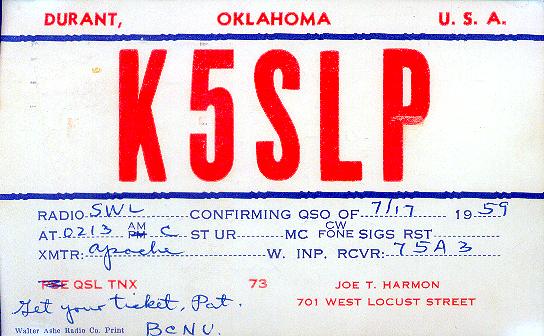 DURANT, OKLAHOMA U. S. A.
K5SLP
RADIO SWL CONFIRMING QSO OF 7/17 1959
AT 0213 AM PM C ST UR MC CW FONE SIGS RST
XMTR: apache W. INP. RCVR: 75A3
PSE QSL TNX 73 JOE T. HARMON
Get your ticket, Pat. 701 WEST LOCUST STREET
Walter Ashe Radio Co. Print BCNU.